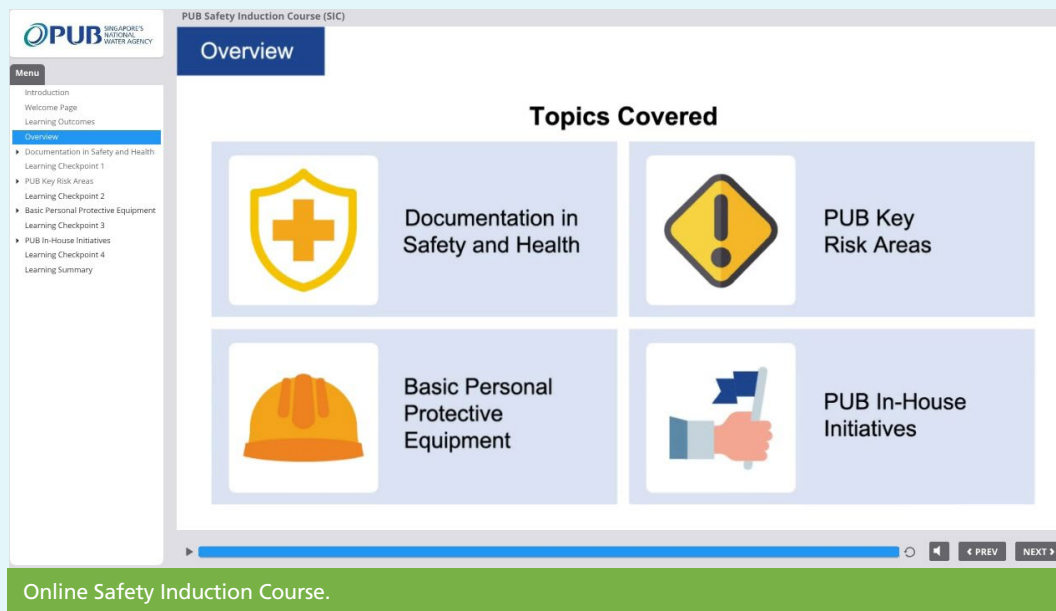 PUB Safety Induction Course (SIC)
OPUB SINGAPORE'S
NATIONAL
WATER AGENCY
Menu
Introduction
Welcome Page
Learning Outcomes
Overview
Documentation in Safety and Health
Learning Checkpoint 1
PUB Key Risk Areas
Learning Checkpoint 2
Basic Personal Protective Equipment
Learning Checkpoint 3
PUB In-House Initiatives
Learning Checkpoint 4
Learning Summary
Overview
Topics Covered
Documentation in
Safety and Health
PUB Key
Risk Areas
Basic Personal
Protective
Equipment
PUB In-House
Initiatives
PREV
NEXT
Online Safety Induction Course.